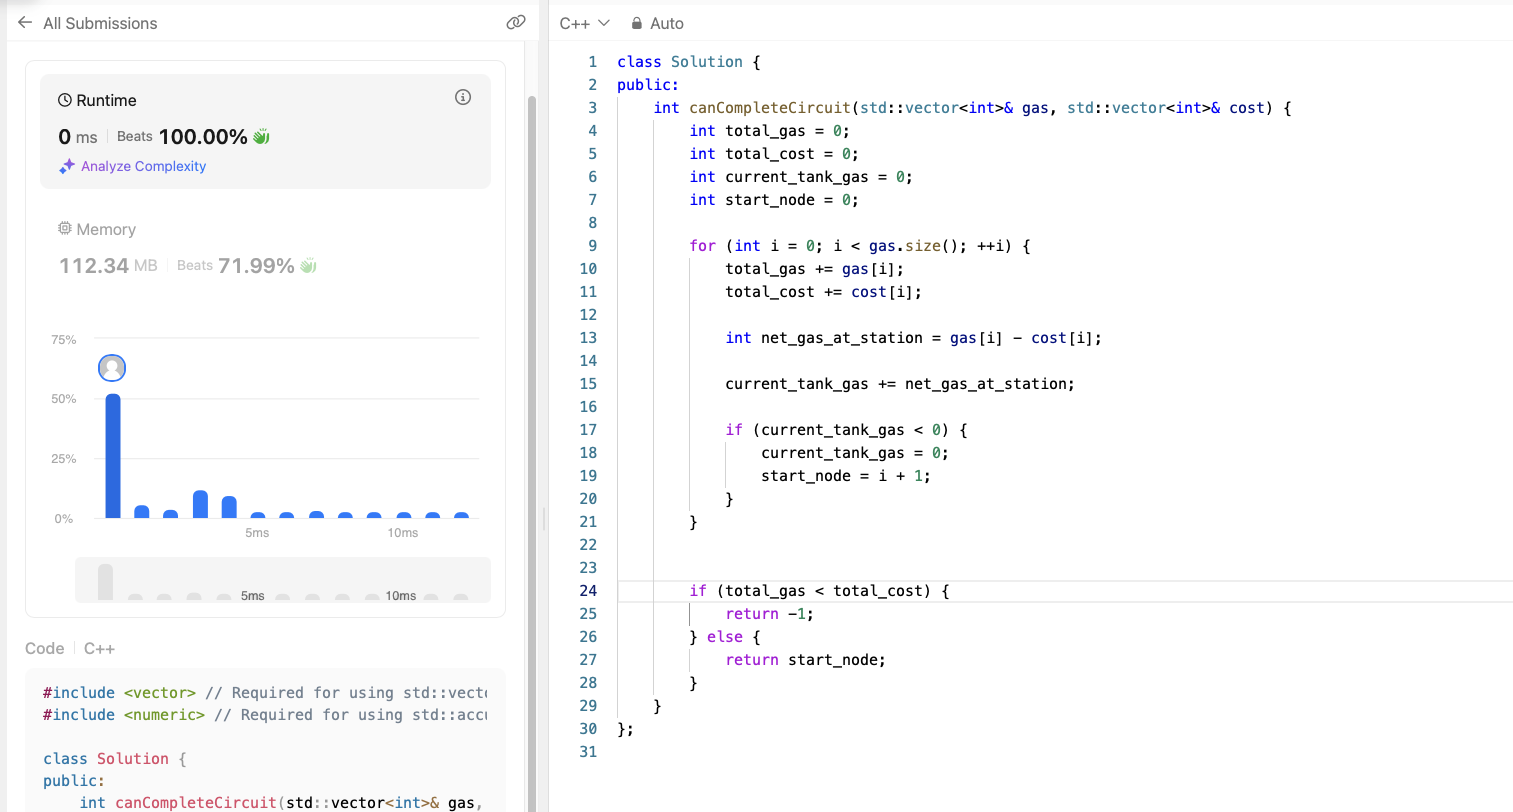 All Submissions
Runtime
0 ms | Beats 100.00%
Analyze Complexity
Memory
112.34 MB | Beats 71.99%
75%
50%
25%
0%
5ms 10ms
5ms 10ms
Code | C++
#include <vector> // Required for using std::vect
#include <numeric> // Required for using std::acc
class Solution {
public:
    int canCompleteCircuit(std::vector<int>& gas,
C++ Auto
1 class Solution {
2 public:
3     int canCompleteCircuit(std::vector<int>& gas, std::vector<int>& cost) {
4         int total_gas = 0;
5         int total_cost = 0;
6         int current_tank_gas = 0;
7         int start_node = 0;
8
9         for (int i = 0; i < gas.size(); ++i) {
10             total_gas += gas[i];
11             total_cost += cost[i];
12
13             int net_gas_at_station = gas[i] - cost[i];
14
15             current_tank_gas += net_gas_at_station;
16
17             if (current_tank_gas < 0) {
18                 current_tank_gas = 0;
19                 start_node = i + 1;
20             }
21         }
22
23
24         if (total_gas < total_cost) {
25             return -1;
26         } else {
27             return start_node;
28         }
29     }
30 };
31